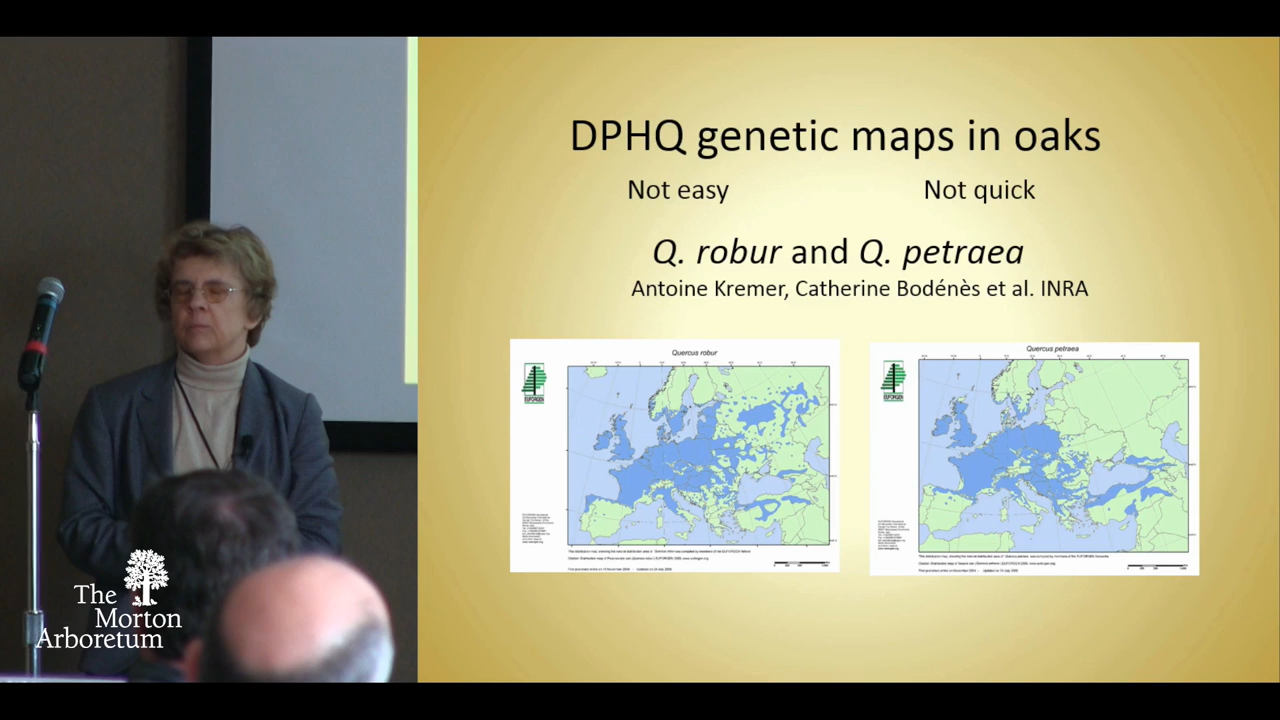 DPHQ genetic maps in oaks
Not easy Not quick
Q. robur and Q. petraea
Antoine Kremer, Catherine Bodénès et al. INRA
Quercus robur
EUFORGEN
Quercus petraea
EUFORGEN
The
Morton
Arboretum